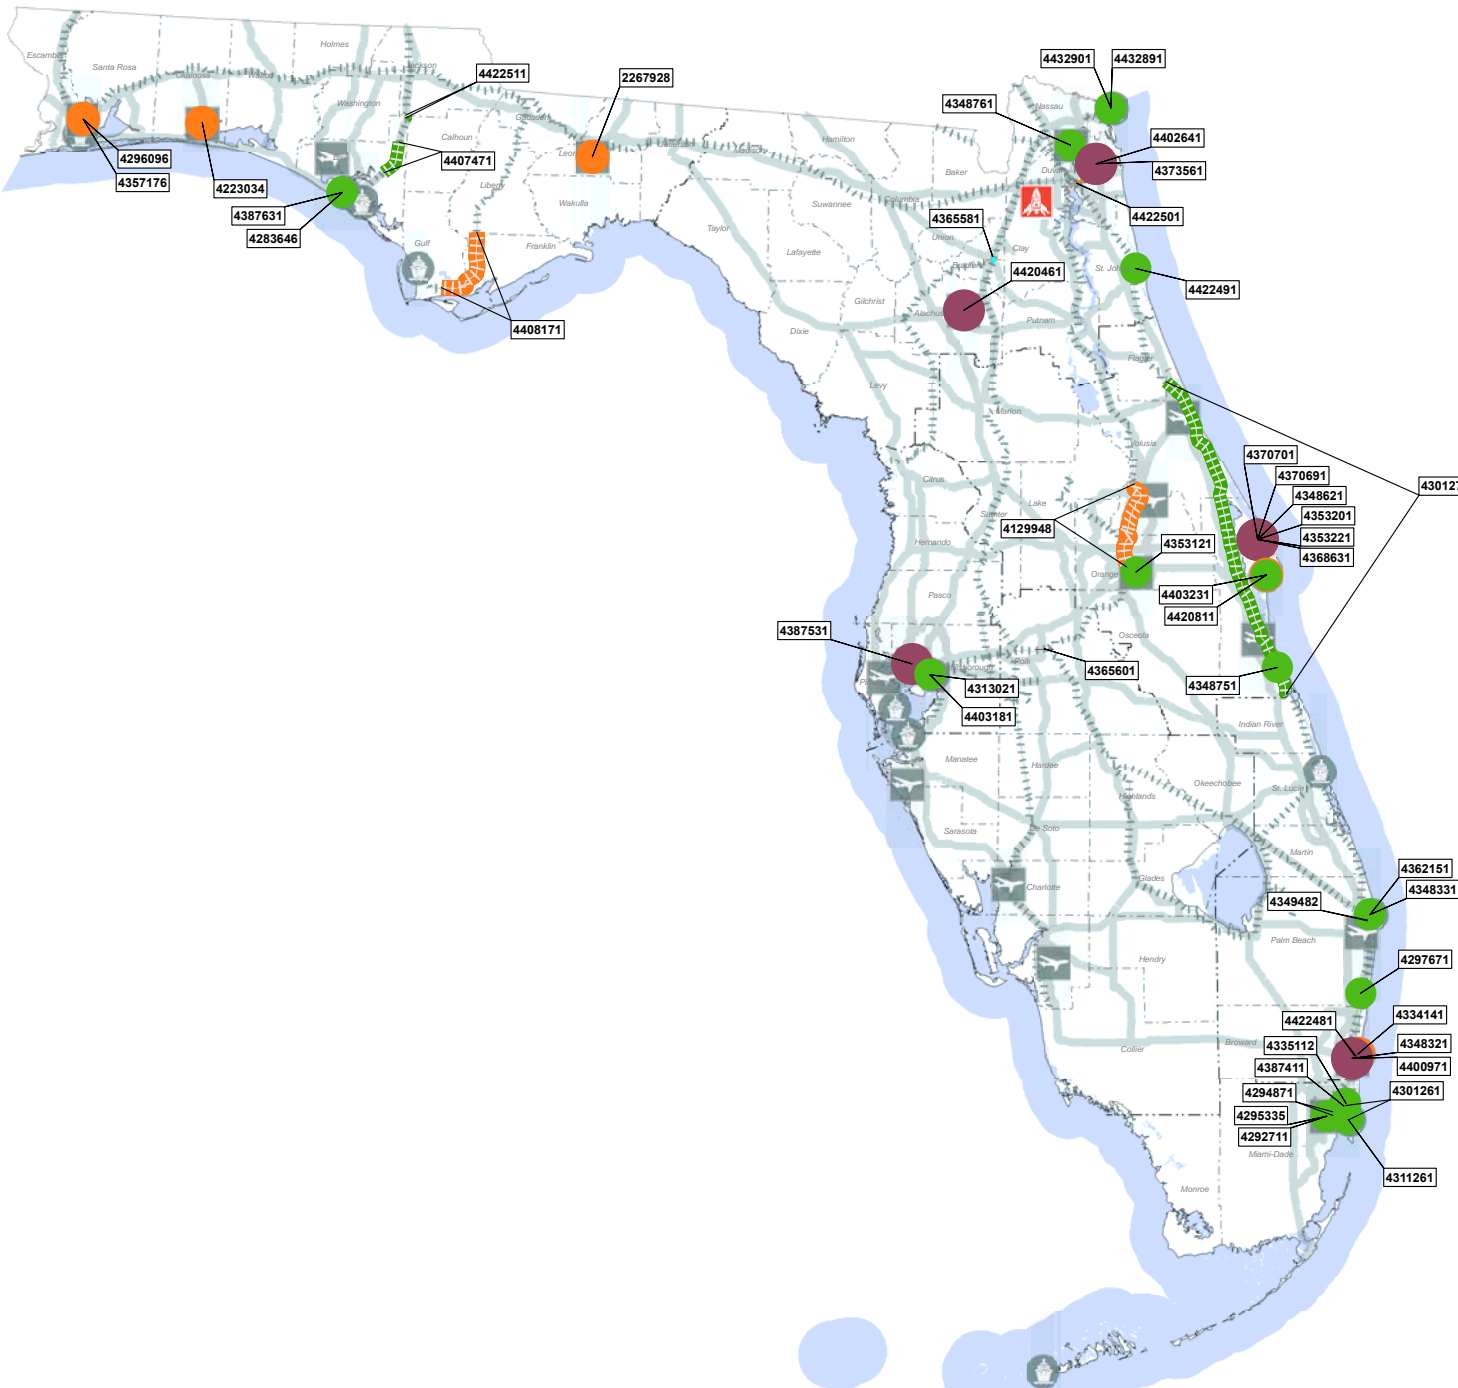 Holmes
Escambia
Santa Rosa
Okaloosa
Walton
Jackson
4422511
2267928
4432901
4432891
4348761
Nassau
Washington
Gadsden
Calhoun
Leon
Jefferson
Madison
Hamilton
Baker
Duval
4402641
4373561
4296096
4357176
4223034
Bay
4407471
Liberty
Wakulla
Suwannee
Columbia
4387631
4283646
4422501
4365581
Taylor
Union
Clay
Gulf
Franklin
Lafayette
Bradford
4420461
St. Johns
4422491
Gilchrist
Alachua
Putnam
4408171
Dixie
Flagler
Levy
Marion
Volusia
4370701
4370691
4348621
4353201
4353221
4368631
430127
Citrus
Lake
Sumter
4129948
4353121
Hernando
Orange
4403231
4420811
Pasco
4387531
Osceola
Hillsborough
Polk
4365601
4313021
4348751
4403181
Indian River
Manatee
Hardee
Okeechobee
St. Lucie
Highlands
Sarasota
De Soto
Martin
4362151
4348331
Charlotte
Glades
4349482
Palm Beach
Hendry
4297671
4422481
4334141
4335112
Broward
4348321
Collier
4387411
4400971
4294871
4301261
4295335
4292711
Miami-Dade
4311261
Monroe